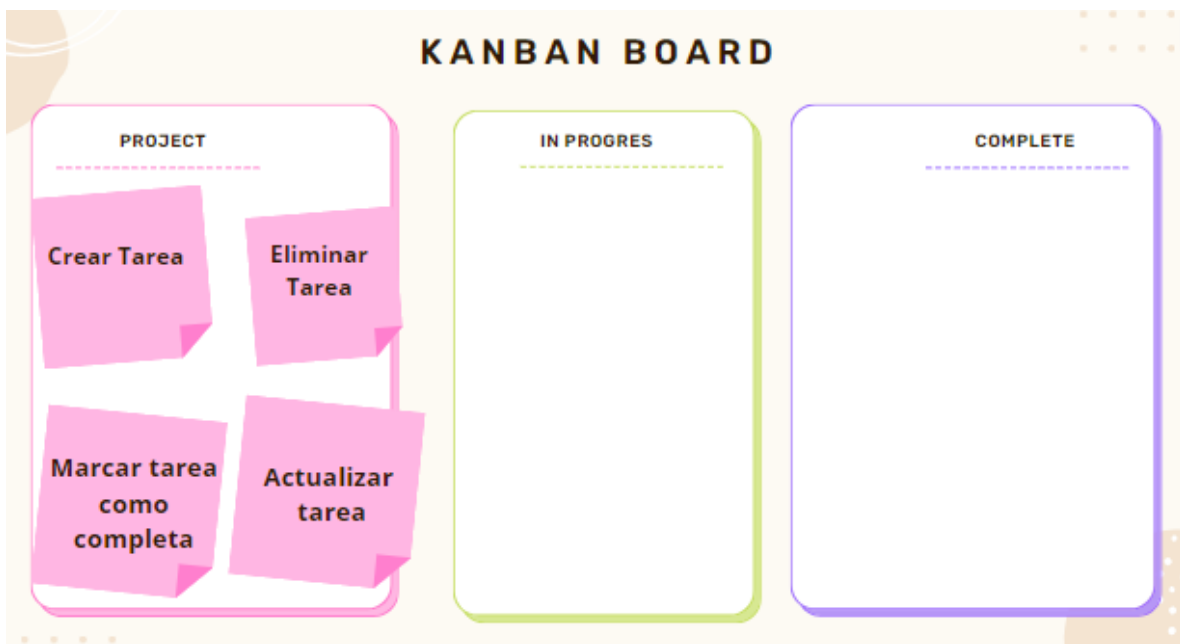 KANBAN BOARD
PROJECT
Crear Tarea
Eliminar
Tarea
Marcar tarea
como
completa
Actualizar
tarea
IN PROGRES
COMPLETE